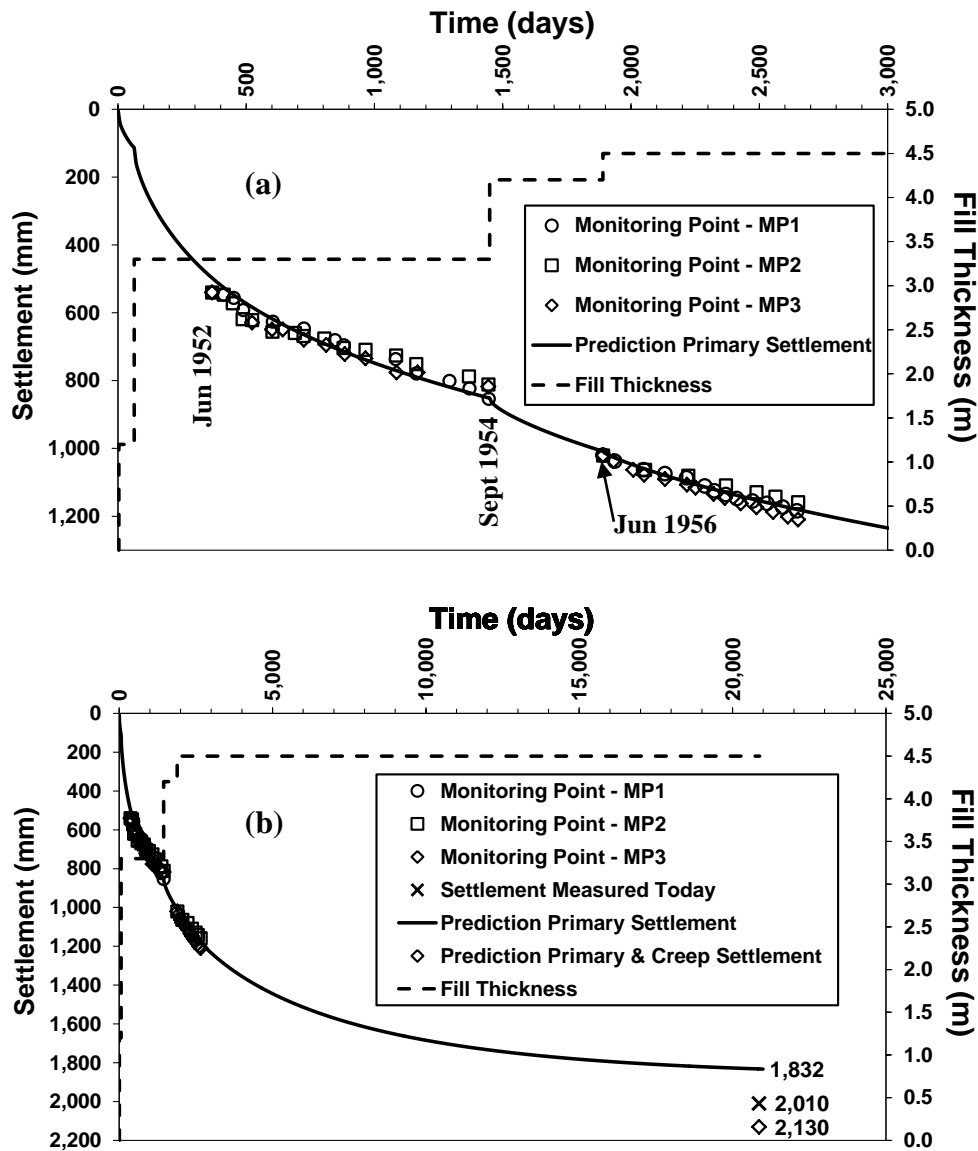 Time (days)
0
500
1,000
1,500
2,000
2,500
3,000
0
200
400
600
800
1,000
1,200
Settlement (mm)
5.0
4.5
4.0
3.5
3.0
2.5
2.0
1.5
1.0
0.5
0.0
Fill Thickness (m)
(a)
Monitoring Point - MP1
Monitoring Point - MP2
Monitoring Point - MP3
Prediction Primary Settlement
Fill Thickness
Jun 1952
Sept 1954
Jun 1956
Time (days)
0
5,000
10,000
15,000
20,000
25,000
0
200
400
600
800
1,000
1,200
1,400
1,600
1,800
2,000
2,200
Settlement (mm)
5.0
4.5
4.0
3.5
3.0
2.5
2.0
1.5
1.0
0.5
0.0
Fill Thickness (m)
(b)
Monitoring Point - MP1
Monitoring Point - MP2
Monitoring Point - MP3
Settlement Measured Today
Prediction Primary Settlement
Prediction Primary & Creep Settlement
Fill Thickness
1,832
2,010
2,130